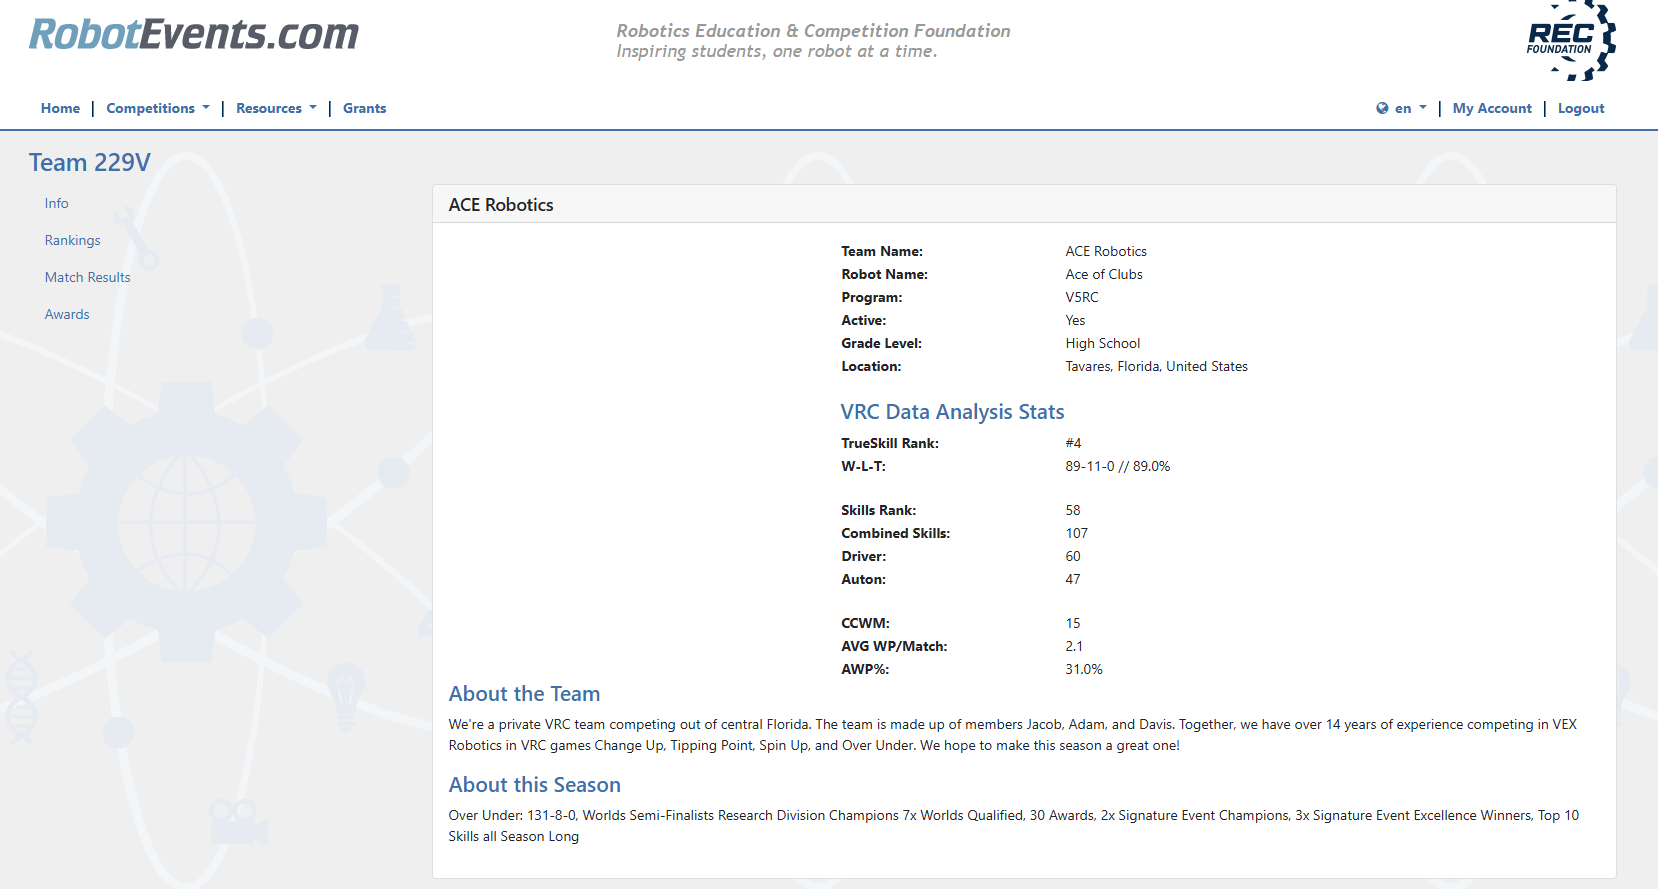 RobotEvents.com
Robotics Education & Competition Foundation
Inspiring students, one robot at a time.
REC
FOUNDATION
Home | Competitions | Resources | Grants
en | My Account | Logout
Team 229V
Info
Rankings
Match Results
Awards
ACE Robotics
Team Name: ACE Robotics
Robot Name: Ace of Clubs
Program: V5RC
Active: Yes
Grade Level: High School
Location: Tavares, Florida, United States
VRC Data Analysis Stats
TrueSkill Rank: #4
W-L-T: 89-11-0 // 89.0%
Skills Rank: 58
Combined Skills: 107
Driver: 60
Auton: 47
CCWM: 15
AVG WP/Match: 2.1
AWP%: 31.0%
About the Team
We're a private VRC team competing out of central Florida. The team is made up of members Jacob, Adam, and Davis. Together, we have over 14 years of experience competing in VEX
Robotics in VRC games Change Up, Tipping Point, Spin Up, and Over Under. We hope to make this season a great one!
About this Season
Over Under: 131-8-0, Worlds Semi-Finalists Research Division Champions 7x Worlds Qualified, 30 Awards, 2x Signature Event Champions, 3x Signature Event Excellence Winners, Top 10
Skills all Season Long